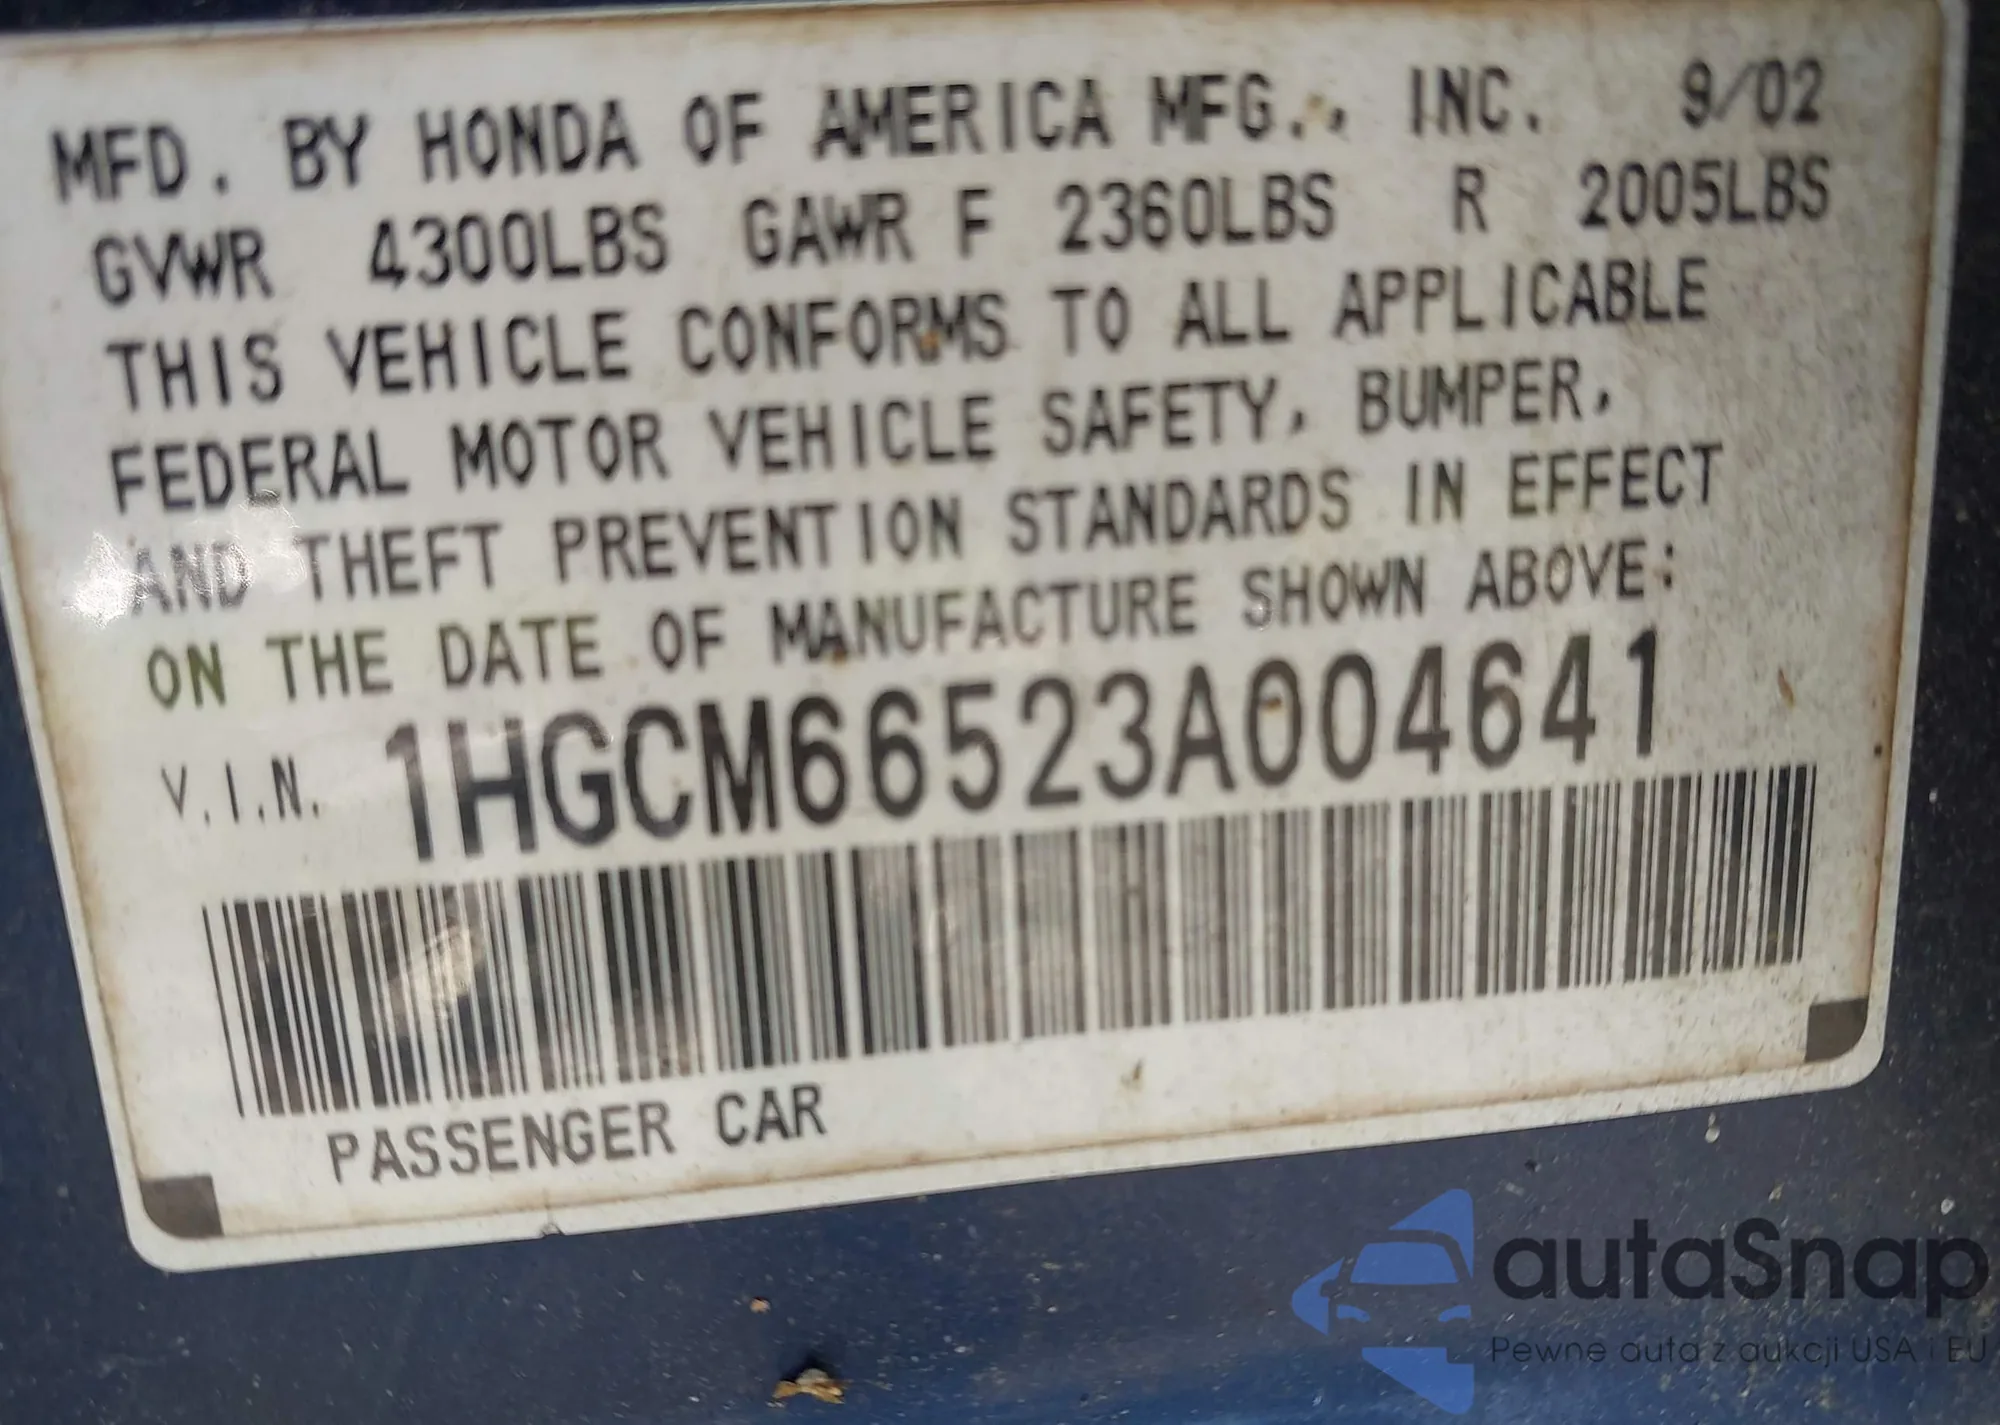 MFD. BY HONDA OF AMERICA MFG., INC. 9/02
GVWR 4300LBS GAWR F 2360LBS R 2005LBS
THIS VEHICLE CONFORMS TO ALL APPLICABLE
FEDERAL MOTOR VEHICLE SAFETY, BUMPER,
AND THEFT PREVENTION STANDARDS IN EFFECT
ON THE DATE OF MANUFACTURE SHOWN ABOVE:
V.I.N. 1HGCM66523A004641
PASSENGER CAR
autaSnap
Pewne auta z aukcji USA i EU